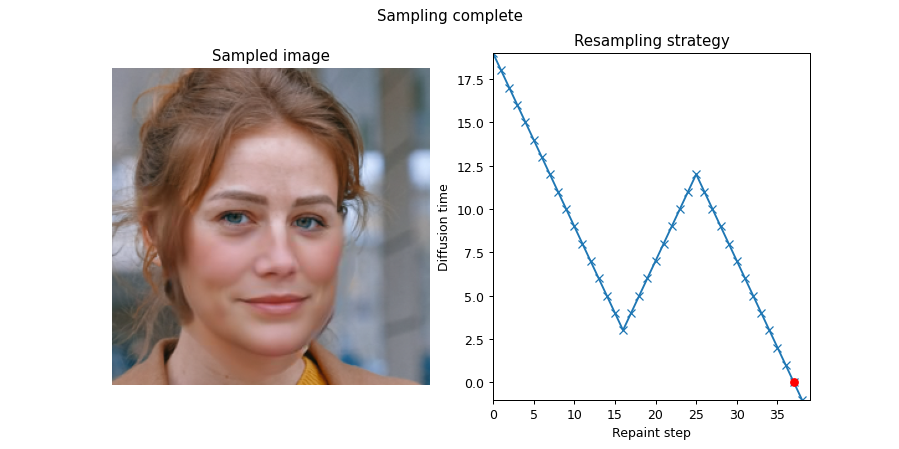 Sampling complete
Sampled image
Resampling strategy
17.5
15.0
12.5
10.0
7.5
5.0
2.5
0.0
Diffusion time
0 5 10 15 20 25 30 35
Repaint step